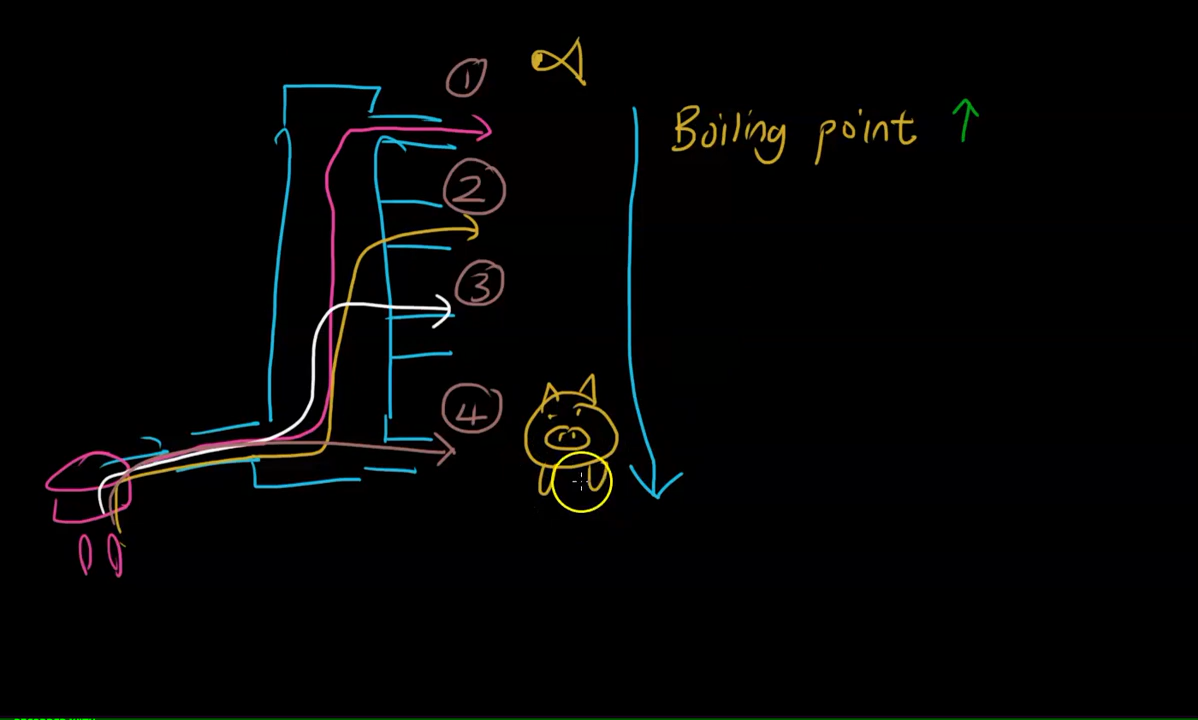 ①
Boiling point ↑
②
③
④